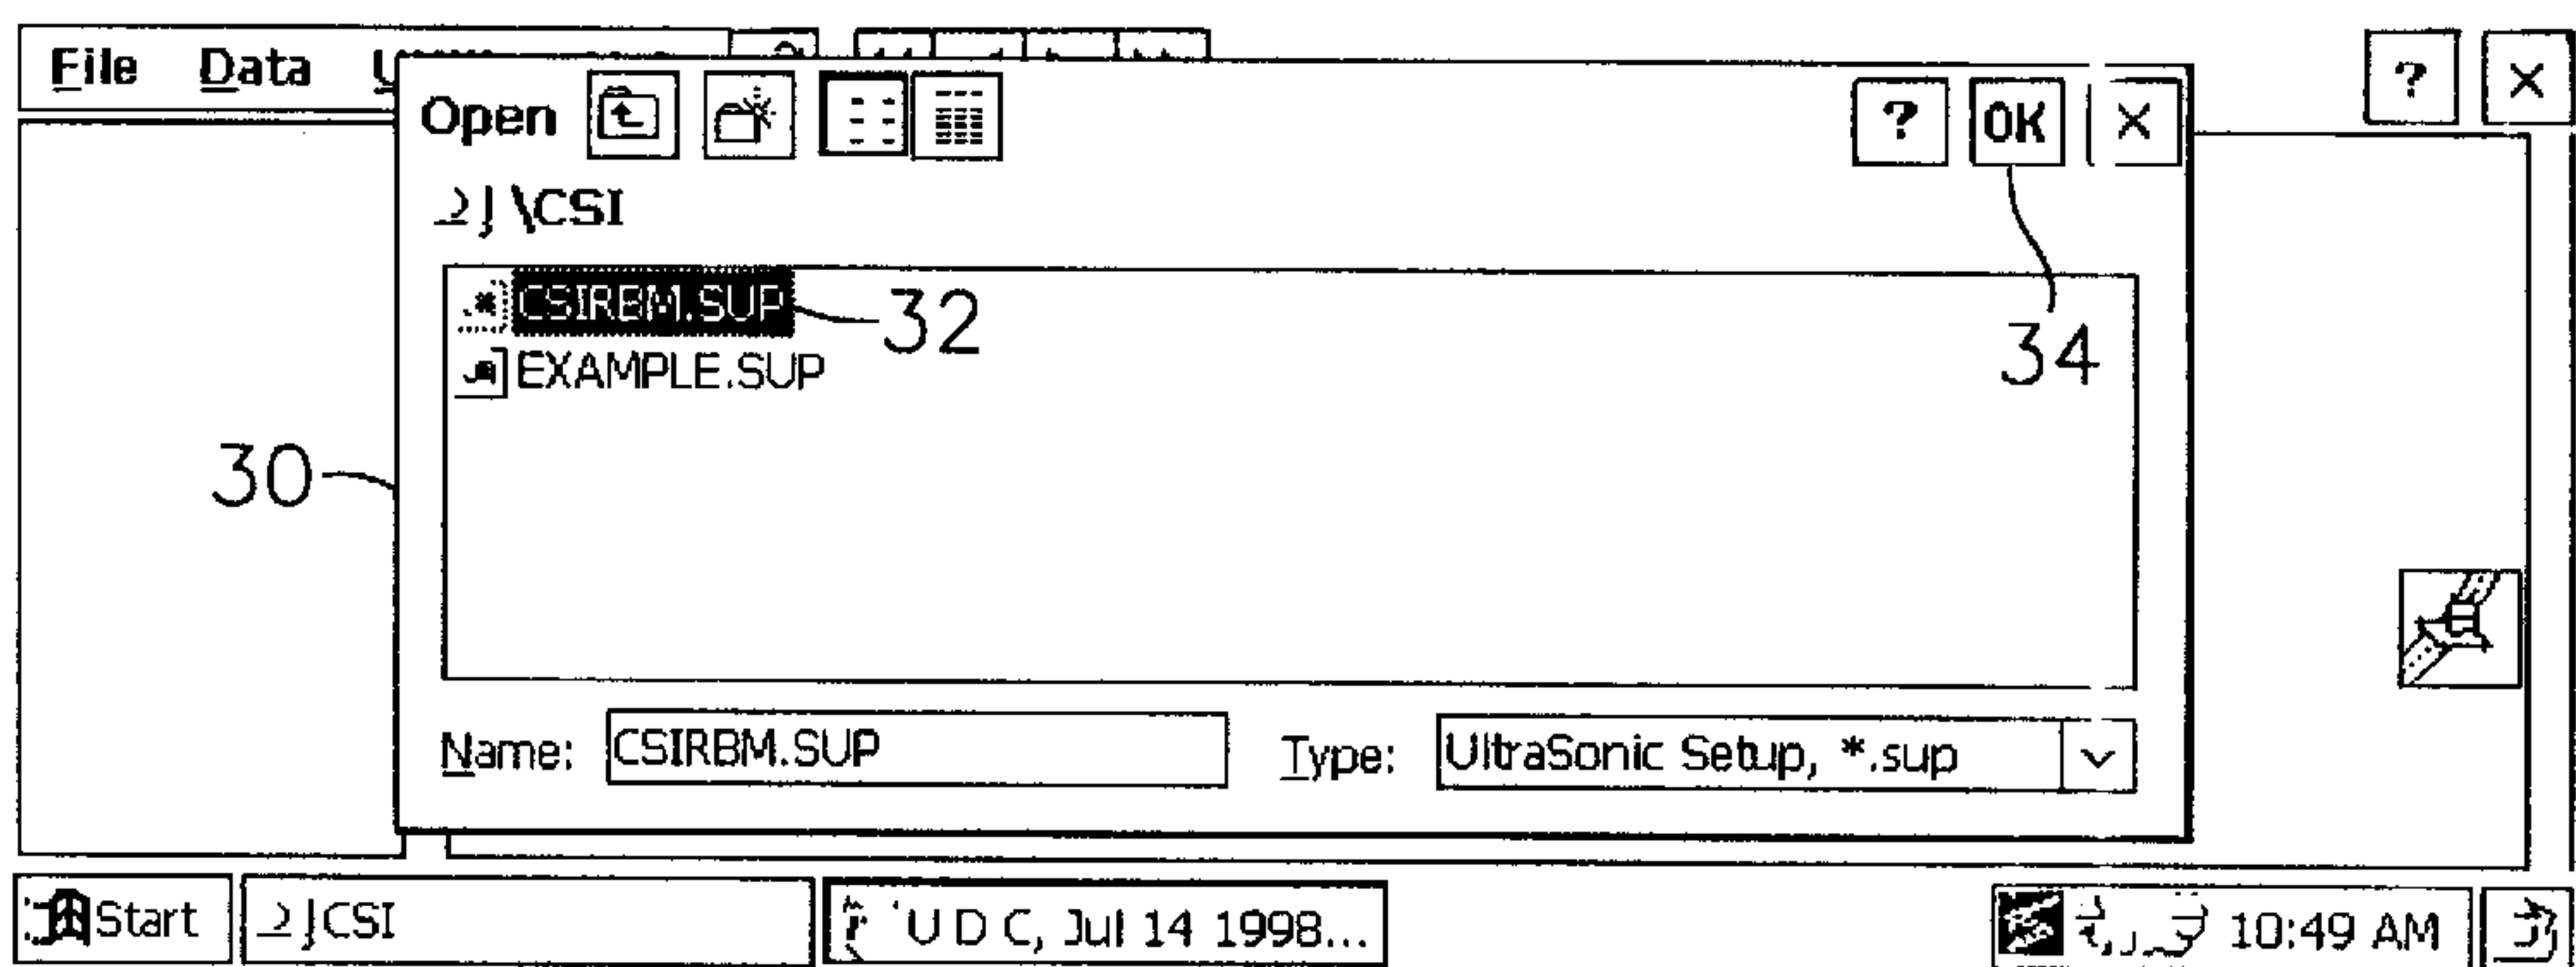 File Data
? ×
Open ? OK ×
\CSI
CSIRBM.SUP 32
EXAMPLE.SUP
34
30
Name: CSIRBM.SUP Type: UltraSonic Setup, *.sup
Start CSI U D C, Jul 14 1998... 10:49 AM